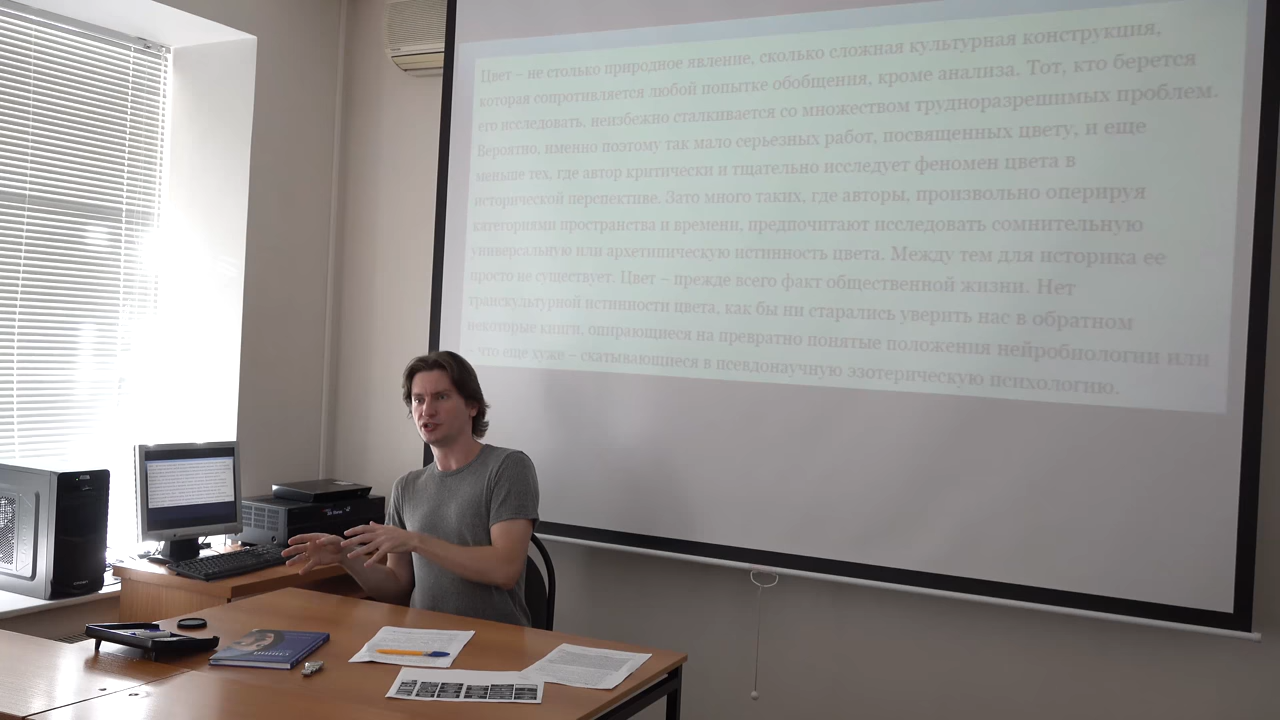 Цвет – не столько природное явление, сколько сложная культурная конструкция,
которая сопротивляется любой попытке обобщения, кроме анализа. Тот, кто берется
его исследовать, неизбежно сталкивается со множеством трудноразрешимых проблем.
Вероятно, именно поэтому так мало серьезных работ, посвященных цвету, и еще
меньше тех, где автор критически и тщательно исследует феномен цвета в
исторической перспективе. Зато много таких, где авторы, произвольно оперируя
категориями пространства и времени, предпочитают исследовать сомнительную
универсальную или архетипическую истинность цвета. Между тем для историка ее
просто не существует. Цвет – прежде всего факт общественной жизни. Нет
транскультурной истинности цвета, как бы ни старались уверить нас в обратном
некоторые книги, опирающиеся на превратно понятые положения нейробиологии или
– что еще хуже – скатывающиеся в псевдонаучную эзотерическую психологию.